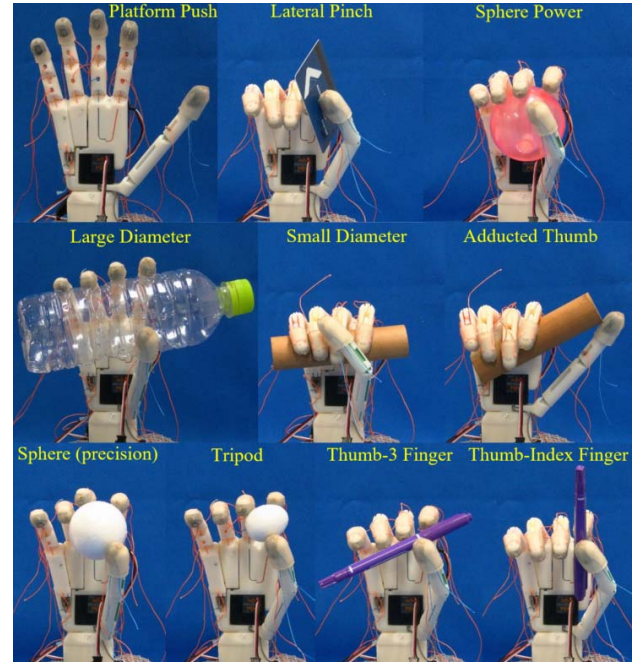 Platform Push
Lateral Pinch
Sphere Power
Large Diameter
Small Diameter
Adducted Thumb
Sphere (precision)
Tripod
Thumb-3 Finger
Thumb-Index Finger